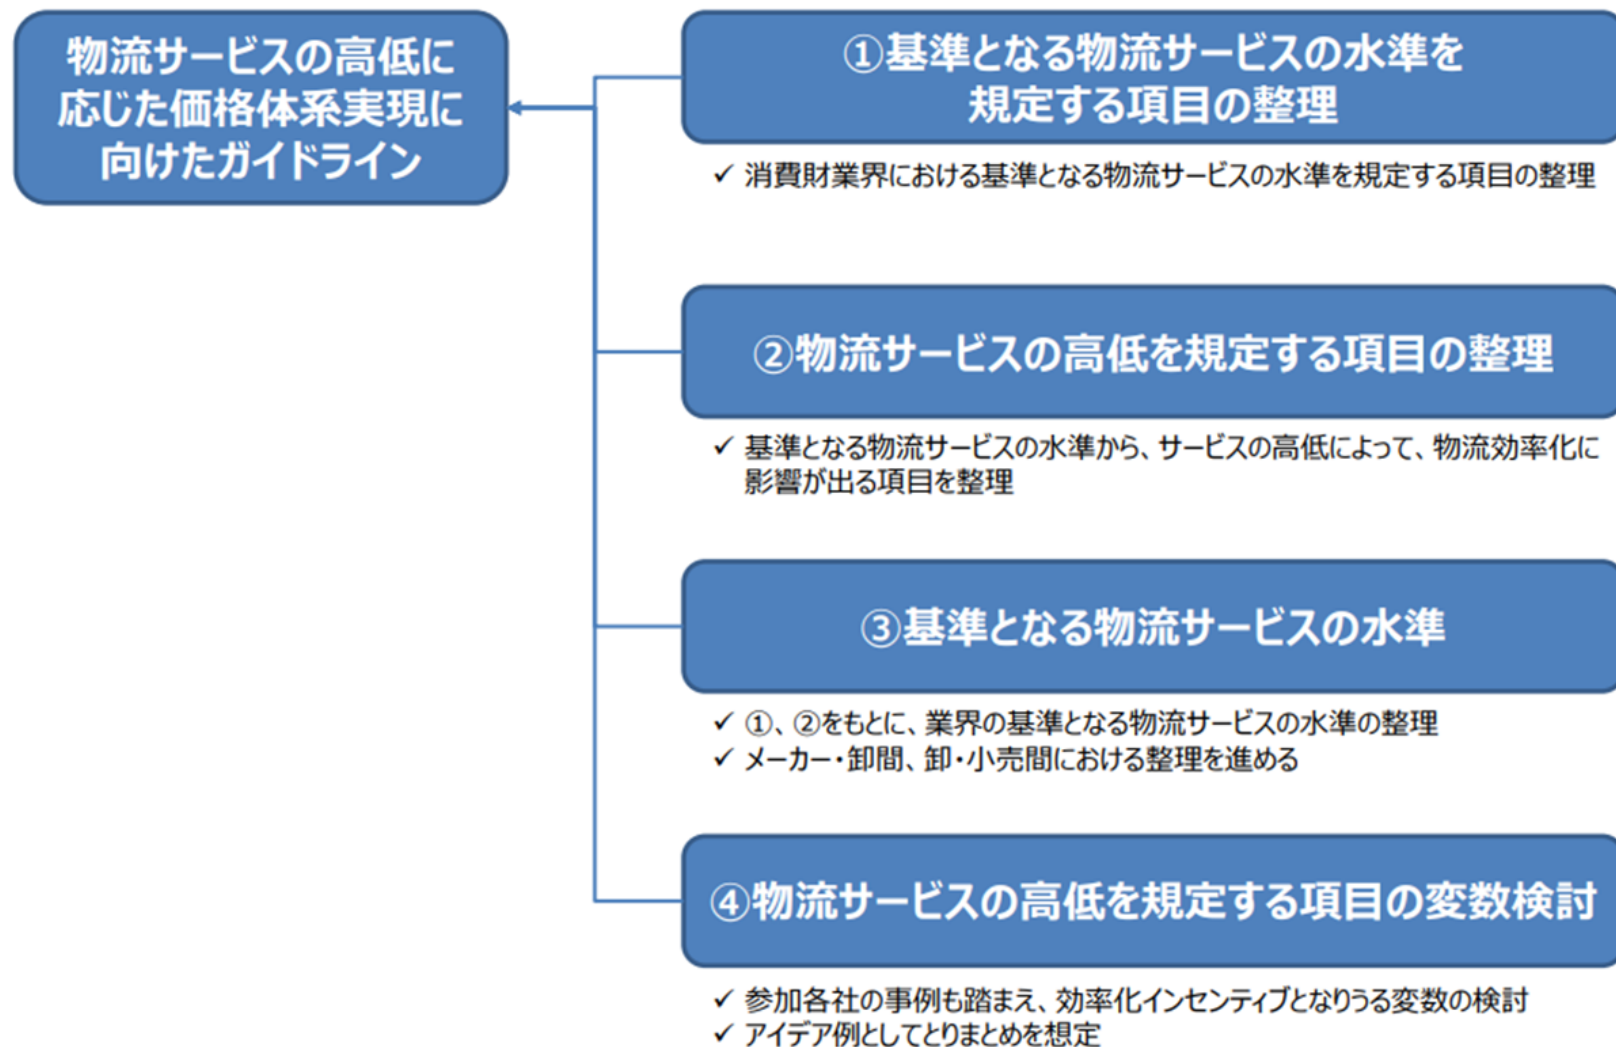 物流サービスの高低に
応じた価格体系実現に
向けたガイドライン
①基準となる物流サービスの水準を
規定する項目の整理
✓ 消費財業界における基準となる物流サービスの水準を規定する項目の整理
②物流サービスの高低を規定する項目の整理
✓ 基準となる物流サービスの水準から、サービスの高低によって、物流効率化に
影響が出る項目を整理
③基準となる物流サービスの水準
✓ ①、②をもとに、業界の基準となる物流サービスの水準の整理
✓ メーカー・卸間、卸・小売間における整理を進める
④物流サービスの高低を規定する項目の変数検討
✓ 参加各社の事例も踏まえ、効率化インセンティブとなりうる変数の検討
✓ アイデア例としてとりまとめを想定